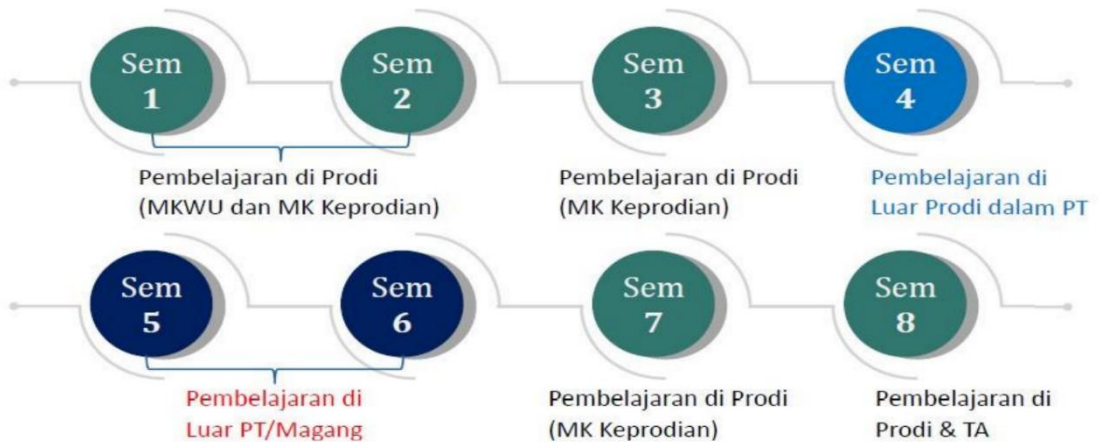 Sem
1
Sem
2
Sem
3
Sem
4
Pembelajaran di Prodi
(MKWU dan MK Keprodian)
Pembelajaran di Prodi
(MK Keprodian)
Pembelajaran di
Luar Prodi dalam PT
Sem
5
Sem
6
Sem
7
Sem
8
Pembelajaran di
Luar PT/Magang
Pembelajaran di Prodi
(MK Keprodian)
Pembelajaran di
Prodi & TA